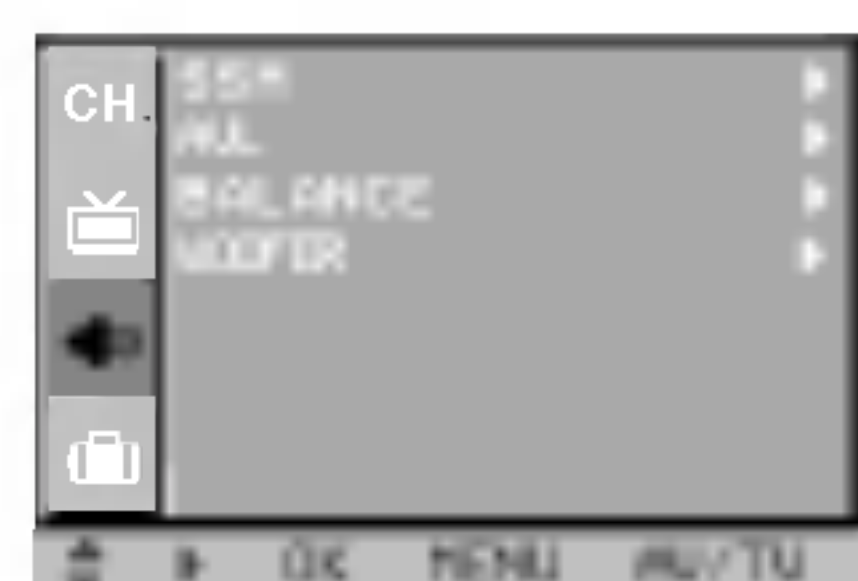 CH.
SSM
AVL
BALANCE
WOOFER
OK MENU AV/TV